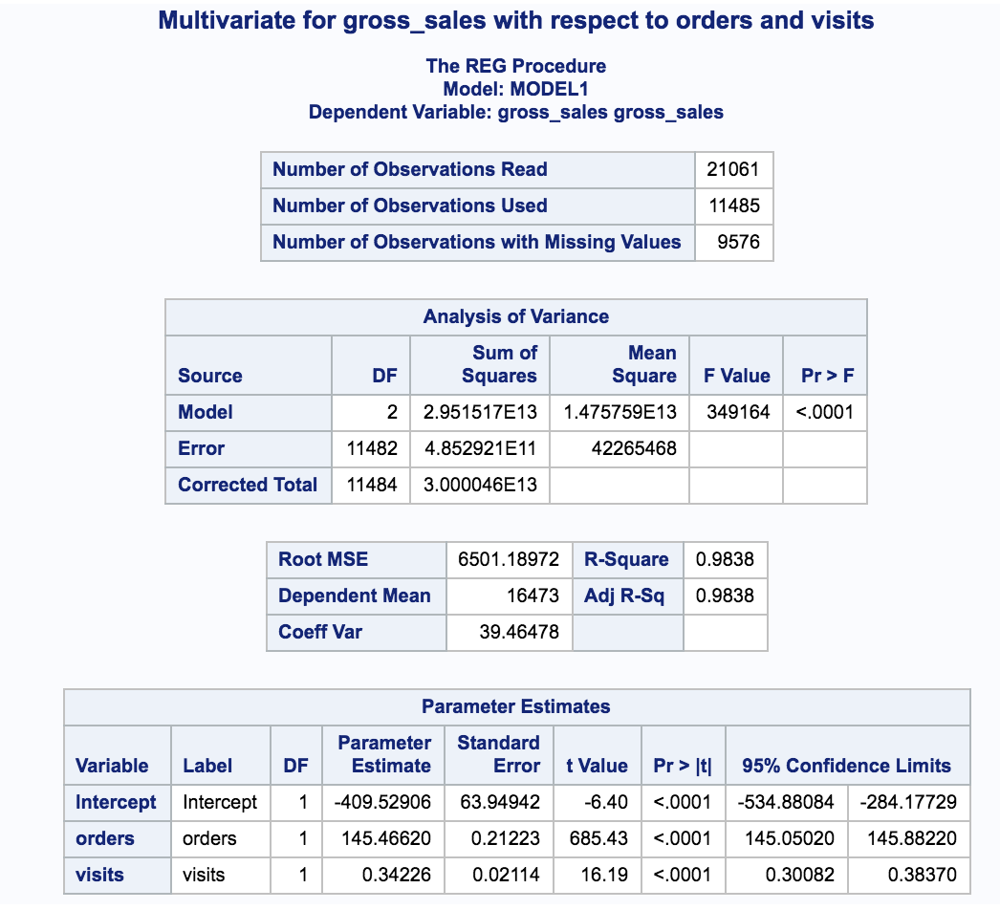 Multivariate for gross_sales with respect to orders and visits
The REG Procedure
Model: MODEL1
Dependent Variable: gross_sales gross_sales
Number of Observations Read 21061
Number of Observations Used 11485
Number of Observations with Missing Values 9576
Analysis of Variance
Source DF Sum of Squares Mean Square F Value Pr > F
Model 2 2.951517E13 1.475759E13 349164 <.0001
Error 11482 4.852921E11 42265468
Corrected Total 11484 3.000046E13
Root MSE 6501.18972 R-Square 0.9838
Dependent Mean 16473 Adj R-Sq 0.9838
Coeff Var 39.46478
Parameter Estimates
Variable Label DF Parameter Estimate Standard Error t Value Pr > |t| 95% Confidence Limits
Intercept Intercept 1 -409.52906 63.94942 -6.40 <.0001 -534.88084 -284.17729
orders orders 1 145.46620 0.21223 685.43 <.0001 145.05020 145.88220
visits visits 1 0.34226 0.02114 16.19 <.0001 0.30082 0.38370